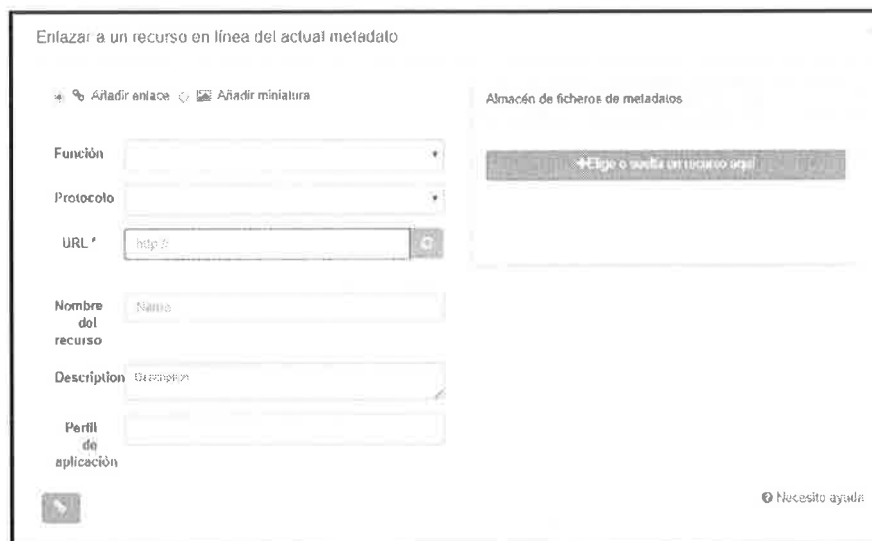 Enlazar a un recurso en línea del actual metadato
Añadir enlace Añadir miniatura
Almacén de ficheros de metadatos
Función
+Elige o suelta un recurso aquí
Protocolo
URL *
http://
Nombre
del
recurso
Name
Description
Description
Perfil
de
aplicación
Necesito ayuda